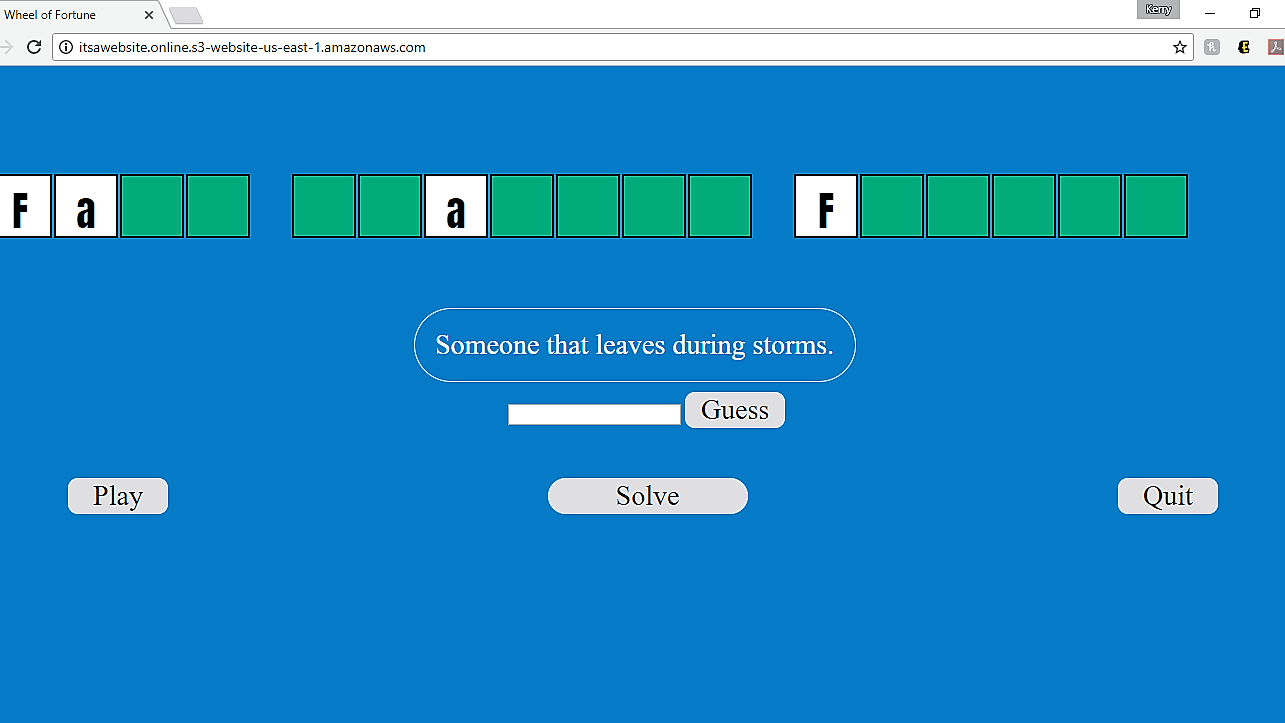 Wheel of Fortune
Kerry
itsawebsite.online.s3-website-us-east-1.amazonaws.com
F a a F
Someone that leaves during storms.
Guess
Play Solve Quit